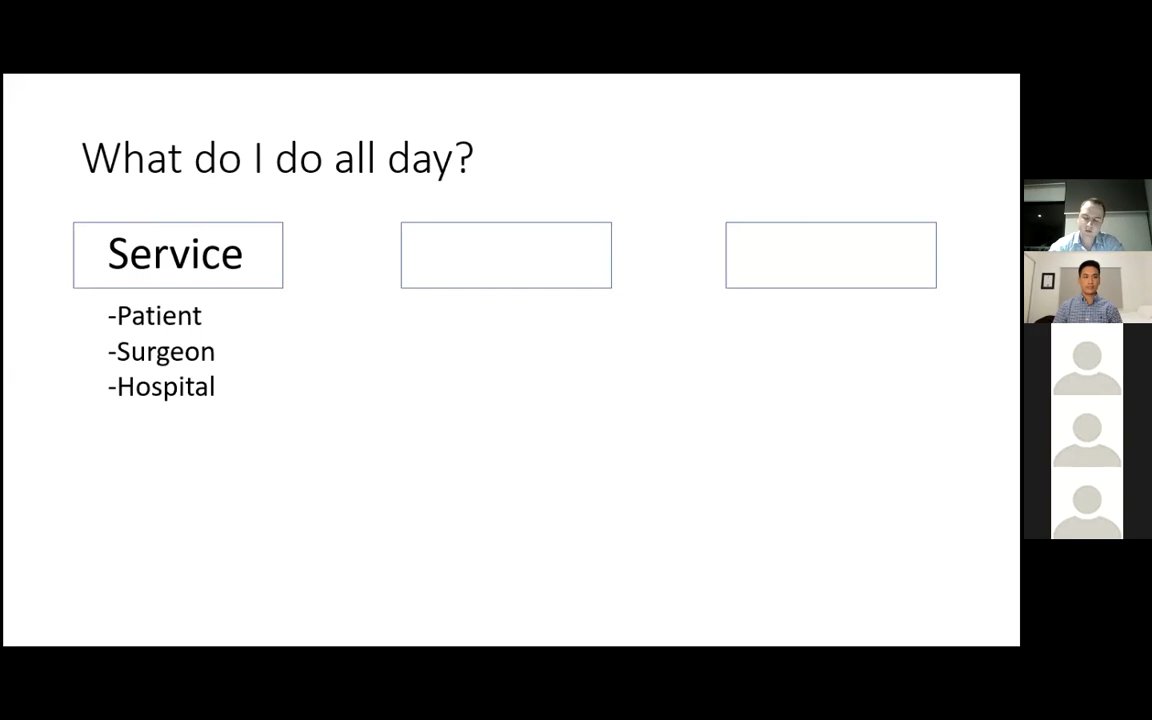 What do I do all day?
Service
-Patient
-Surgeon
-Hospital